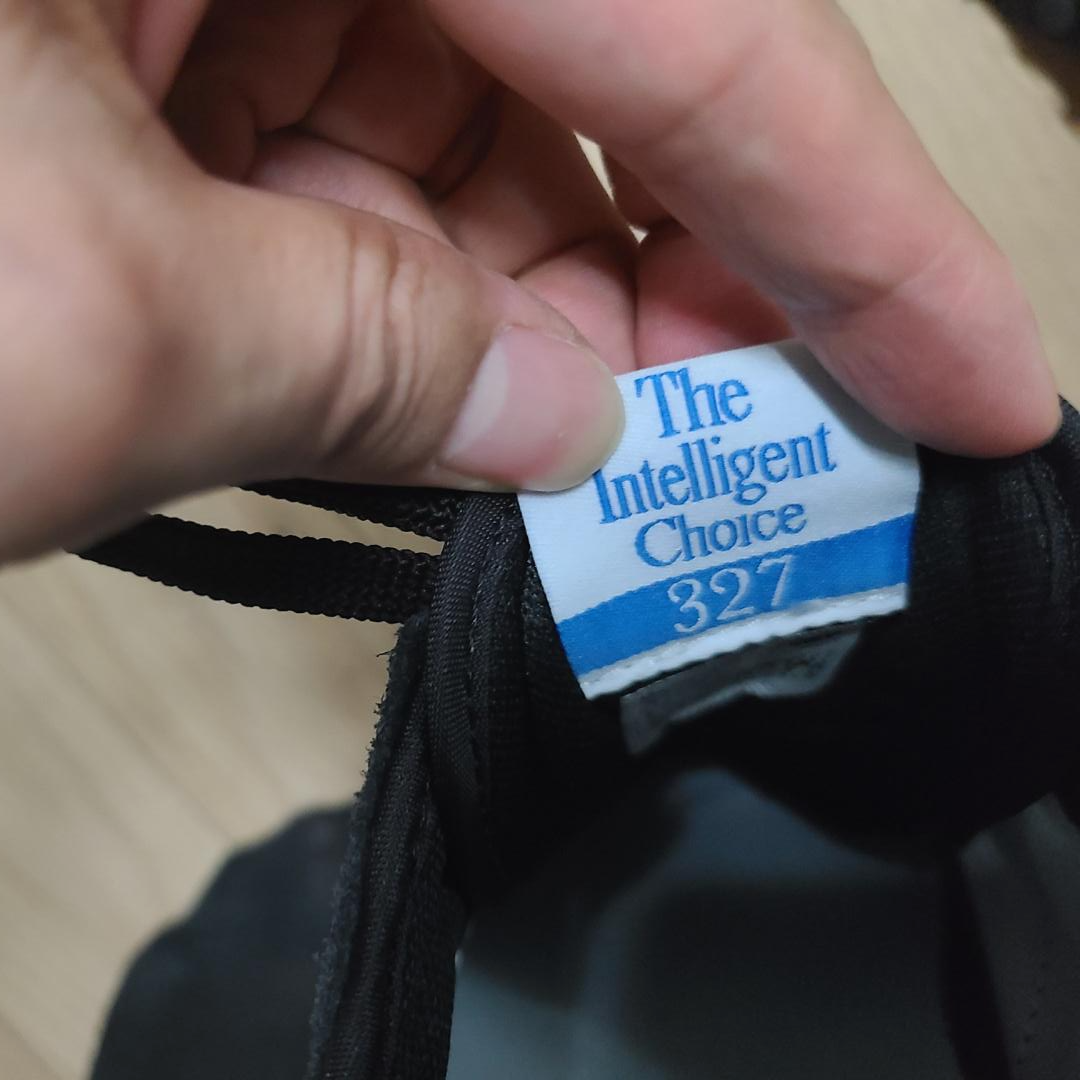 The
Intelligent
Choice
327